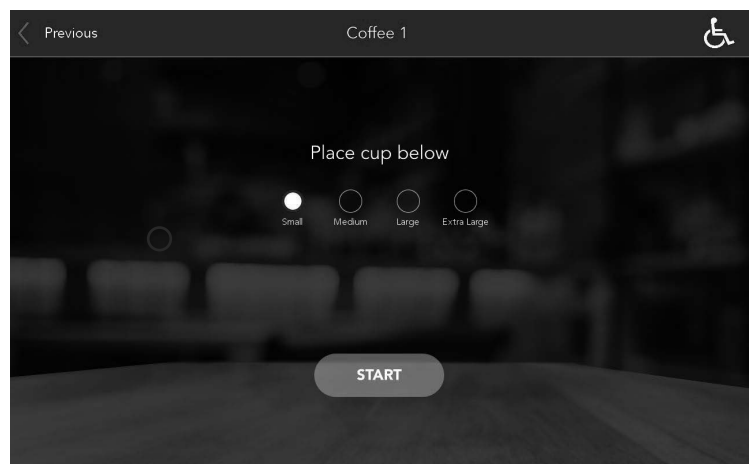 Previous
Coffee 1
Place cup below
Small Medium Large Extra Large
START